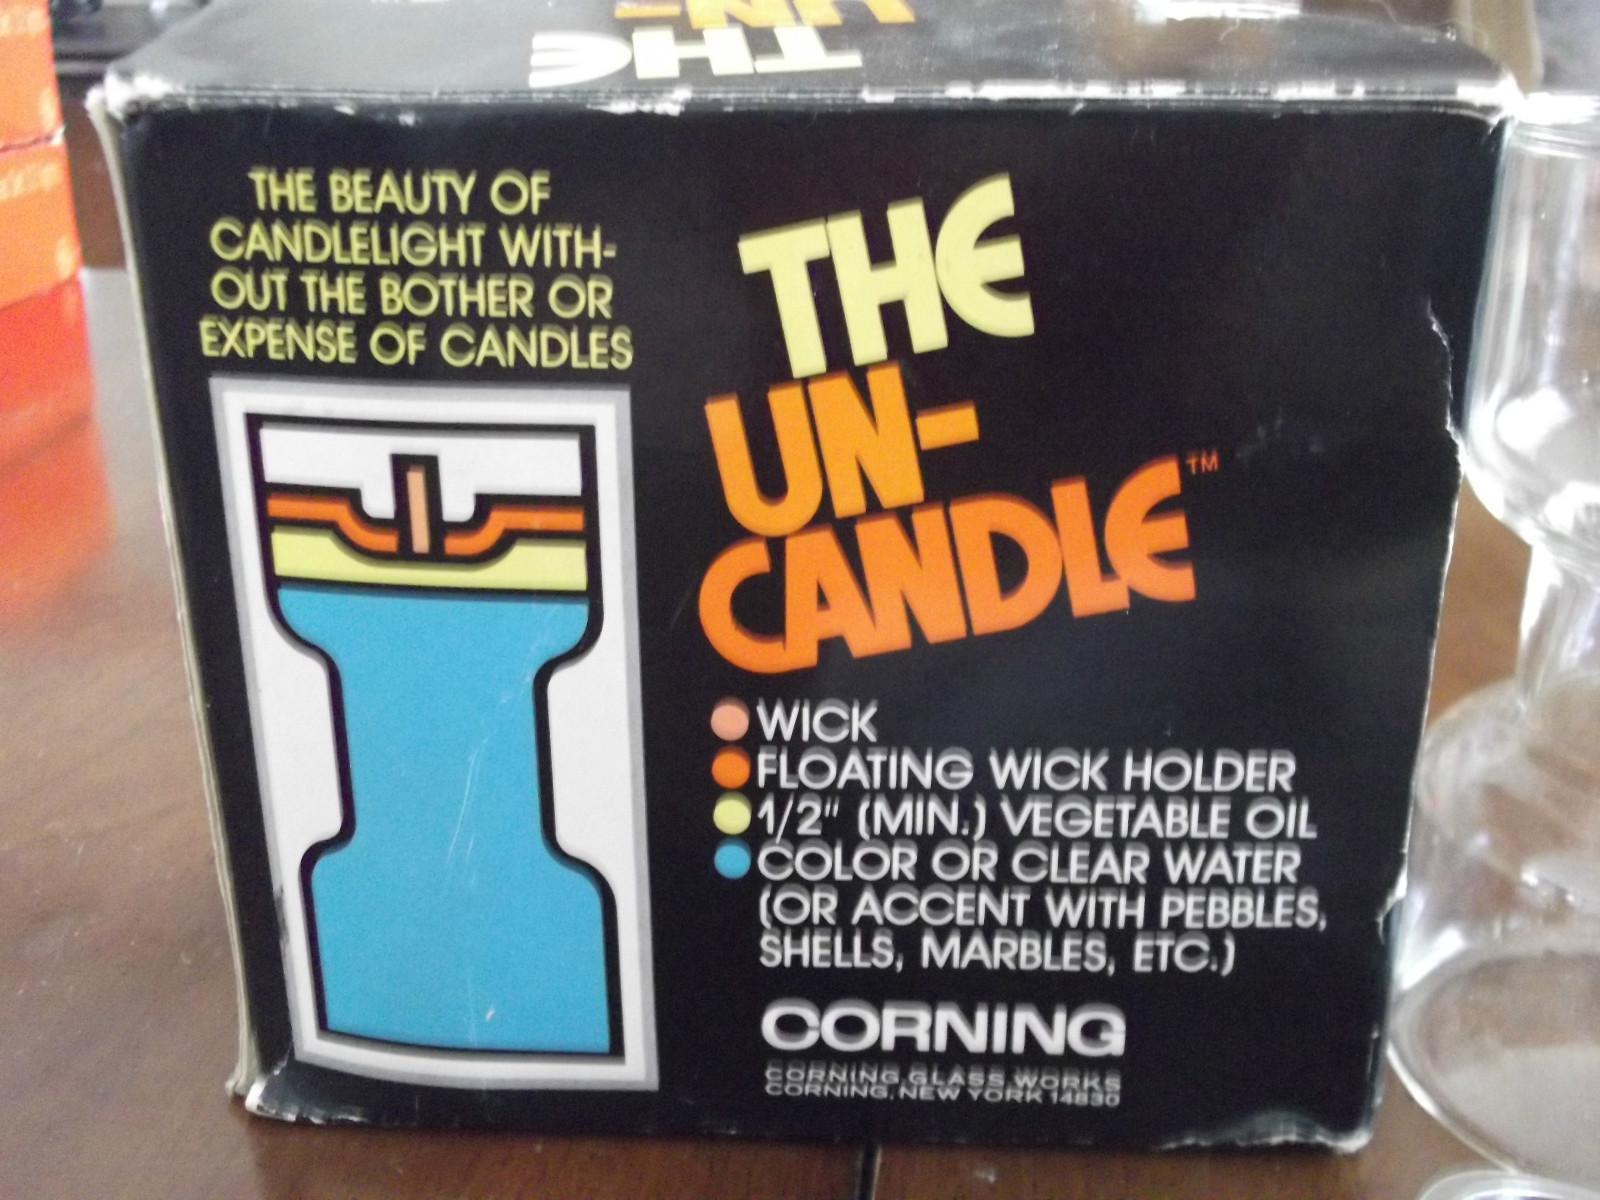 THE
UN-
THE BEAUTY OF
CANDLELIGHT WITH-
OUT THE BOTHER OR
EXPENSE OF CANDLES
THE
UN-
CANDLE™
WICK
FLOATING WICK HOLDER
1/2" (MIN.) VEGETABLE OIL
COLOR OR CLEAR WATER
(OR ACCENT WITH PEBBLES,
SHELLS, MARBLES, ETC.)
CORNING
CORNING GLASS WORKS
CORNING, NEW YORK 14830